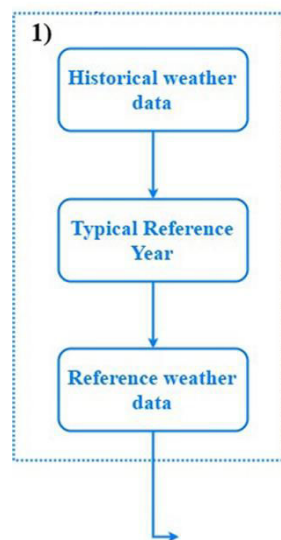 1)
Historical weather
data
Typical Reference
Year
Reference weather
data